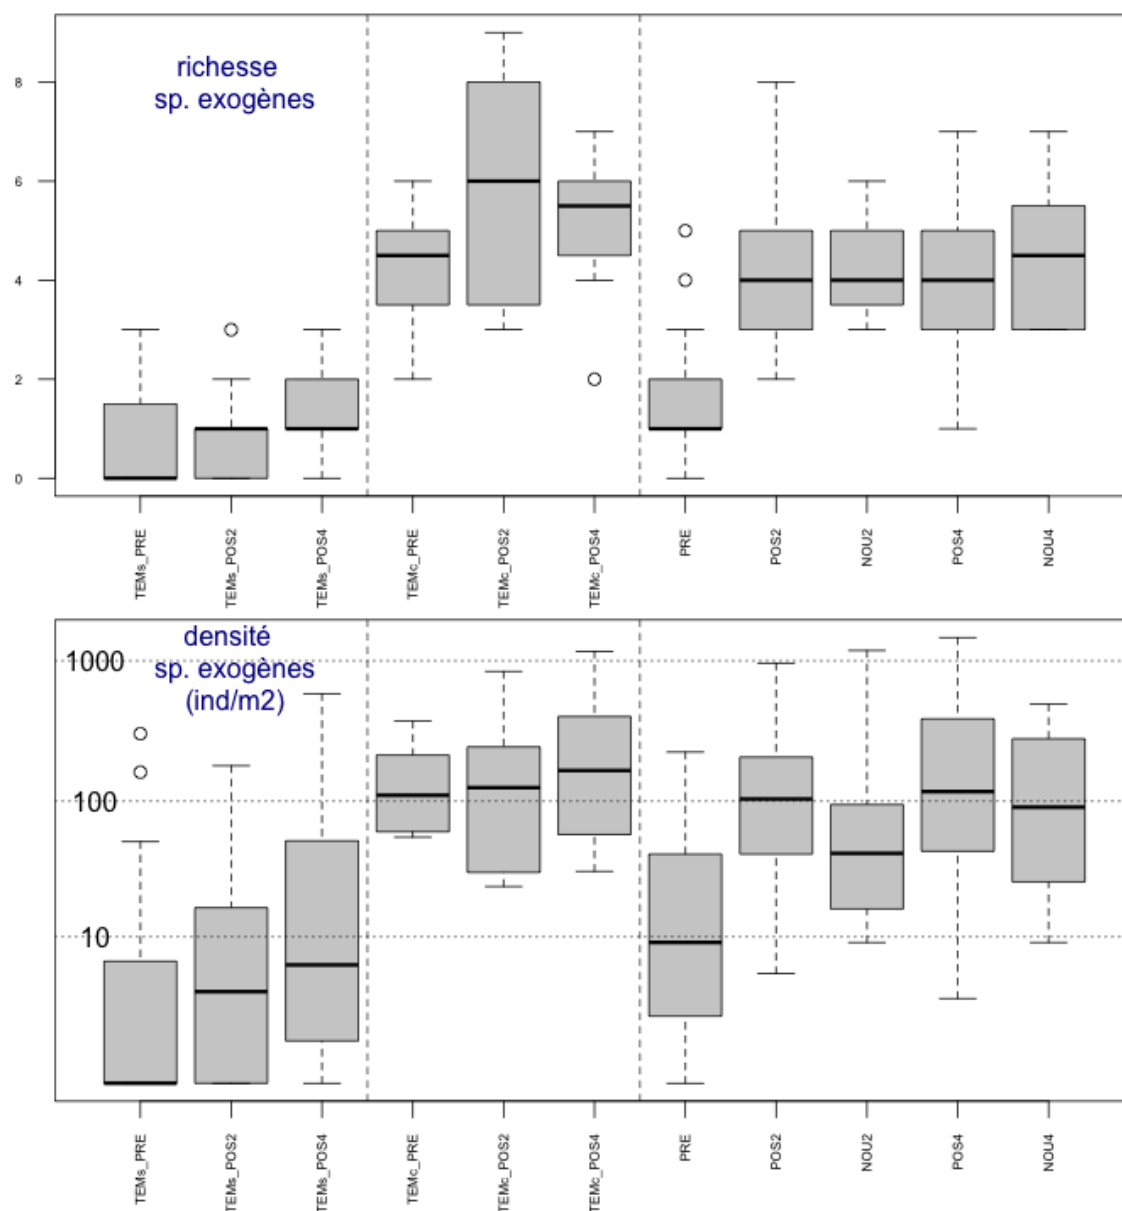 richesse
sp. exogènes
8
6
4
2
0
TEMs_PRE
TEMs_POS2
TEMs_POS4
TEMc_PRE
TEMc_POS2
TEMc_POS4
PRE
POS2
NOU2
POS4
NOU4
densité
sp. exogènes
(ind/m2)
1000
100
10
TEMs_PRE
TEMs_POS2
TEMs_POS4
TEMc_PRE
TEMc_POS2
TEMc_POS4
PRE
POS2
NOU2
POS4
NOU4